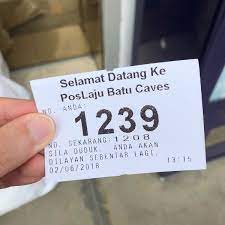 Selamat Datang Ke
PosLaju Batu Caves
NO. ANDA:
1239
NO. SEKARANG: 1208
SILA DUDUK. ANDA AKAN
DILAYAN SEBENTAR LAGI.
02/06/2018 13:15